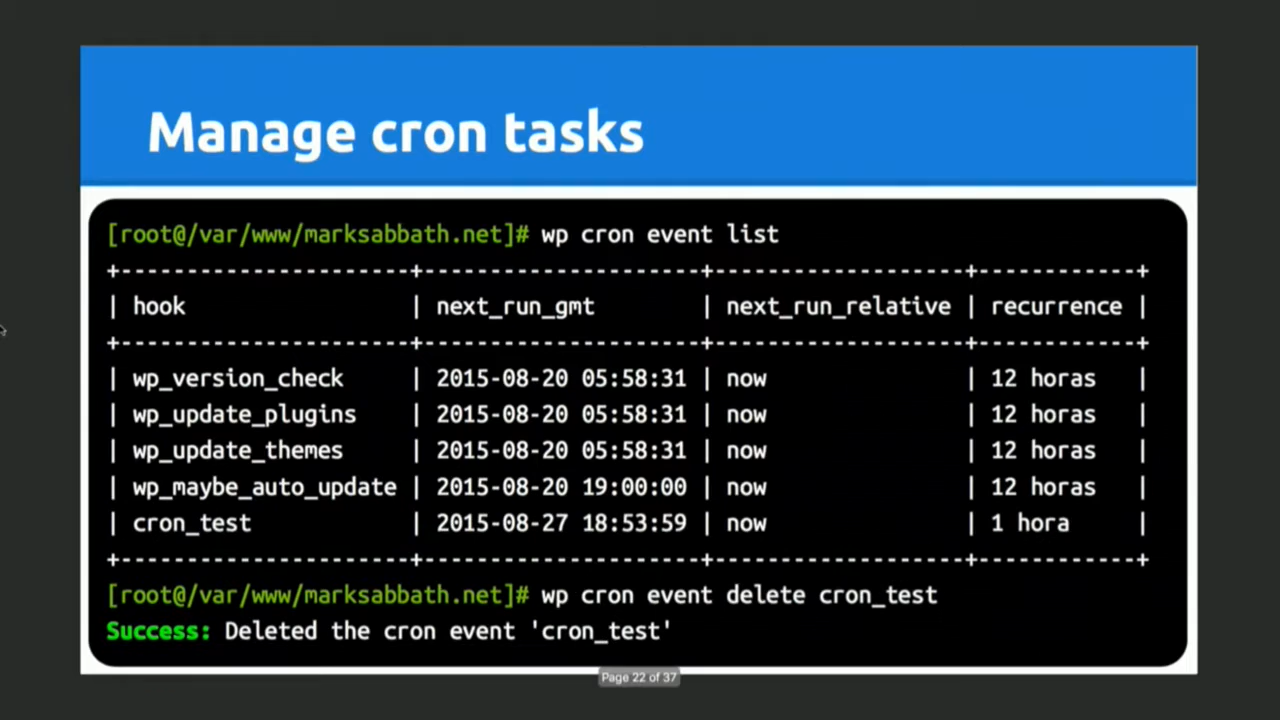 Manage cron tasks
[root@/var/www/marksabbath.net]# wp cron event list
+-----------------------+----------------------+--------------------+------------+
| hook | next_run_gmt | next_run_relative | recurrence |
+-----------------------+----------------------+--------------------+------------+
| wp_version_check | 2015-08-20 05:58:31 | now | 12 horas |
| wp_update_plugins | 2015-08-20 05:58:31 | now | 12 horas |
| wp_update_themes | 2015-08-20 05:58:31 | now | 12 horas |
| wp_maybe_auto_update | 2015-08-20 19:00:00 | now | 12 horas |
| cron_test | 2015-08-27 18:53:59 | now | 1 hora |
+-----------------------+----------------------+--------------------+------------+
[root@/var/www/marksabbath.net]# wp cron event delete cron_test
Success: Deleted the cron event 'cron_test'
Page 22 of 37